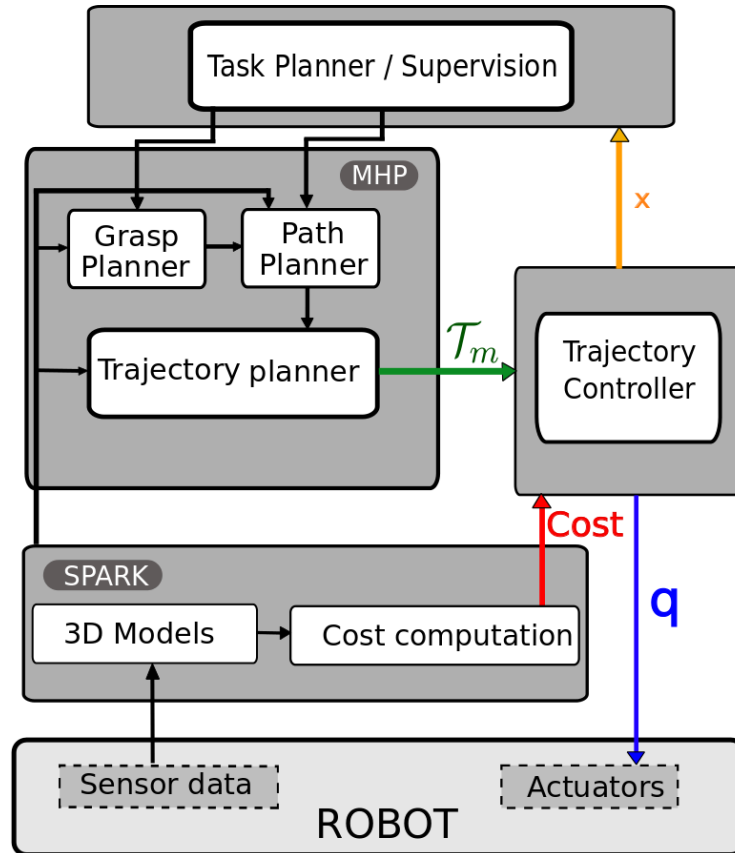 Task Planner / Supervision
MHP
x
Grasp
Planner
Path
Planner
Trajectory planner
𝒯m
Trajectory
Controller
Cost
SPARK
q
3D Models
Cost computation
Sensor data
Actuators
ROBOT